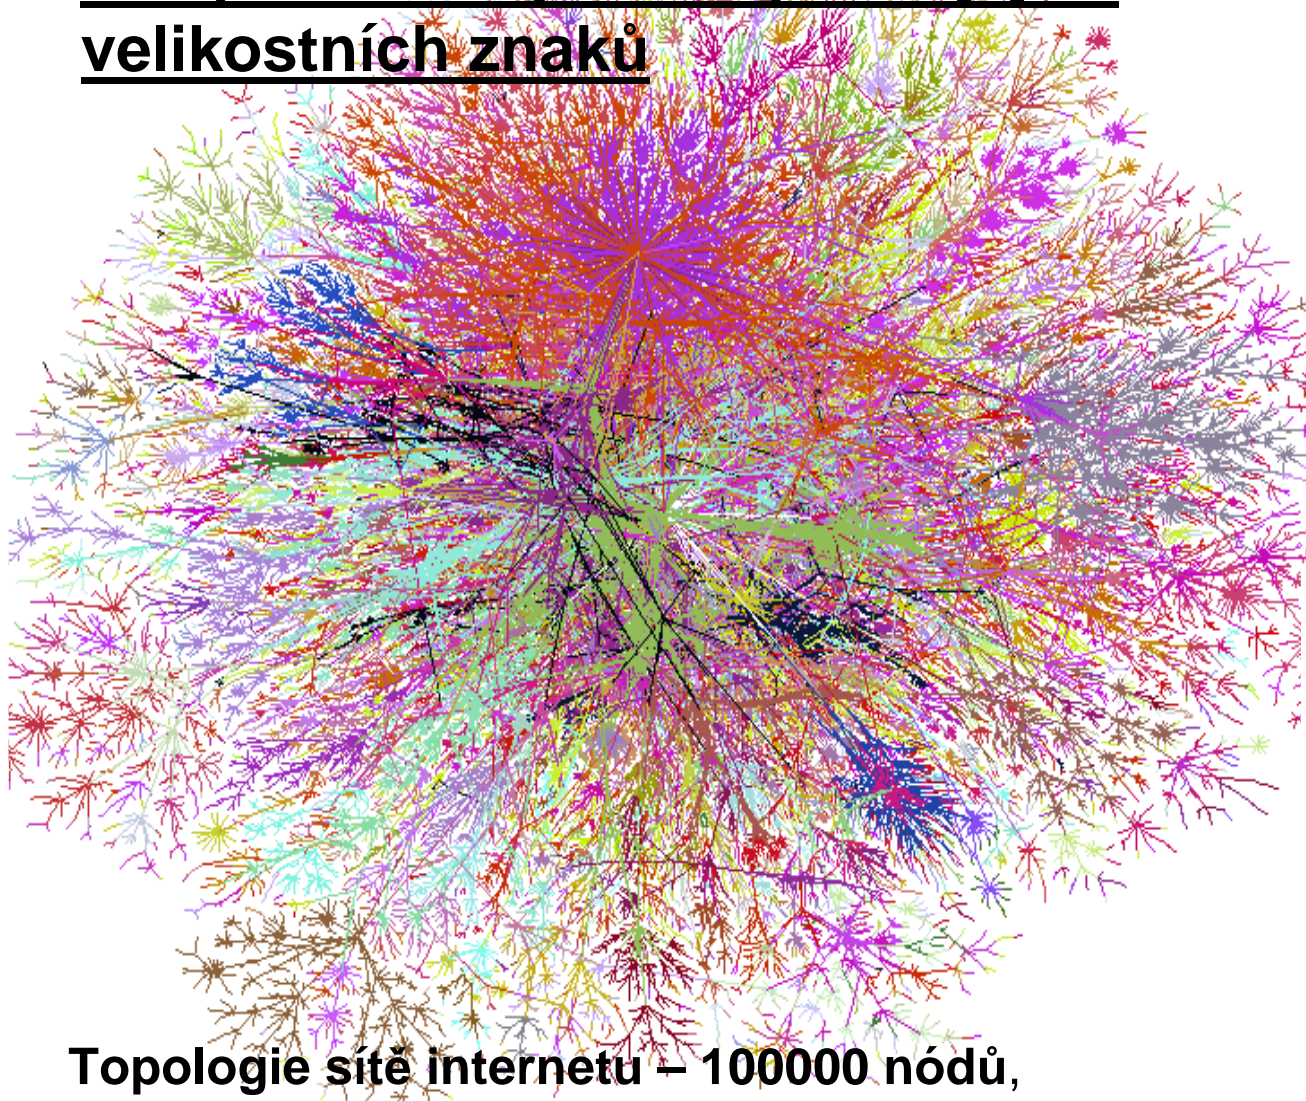 velikostních znaků
Topologie sítě internetu – 100000 nódů,